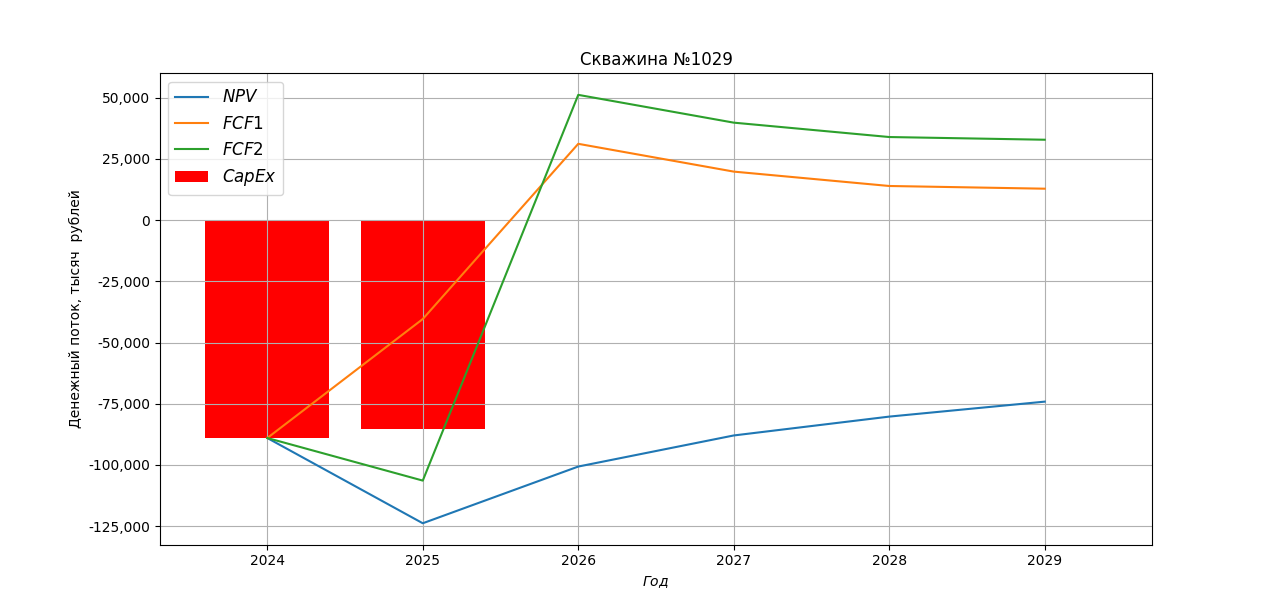 Скважина №1029
NPV
FCF1
FCF2
CapEx
50,000
25,000
0
-25,000
-50,000
-75,000
-100,000
-125,000
Денежный поток, тысяч рублей
2024 2025 2026 2027 2028 2029
Год